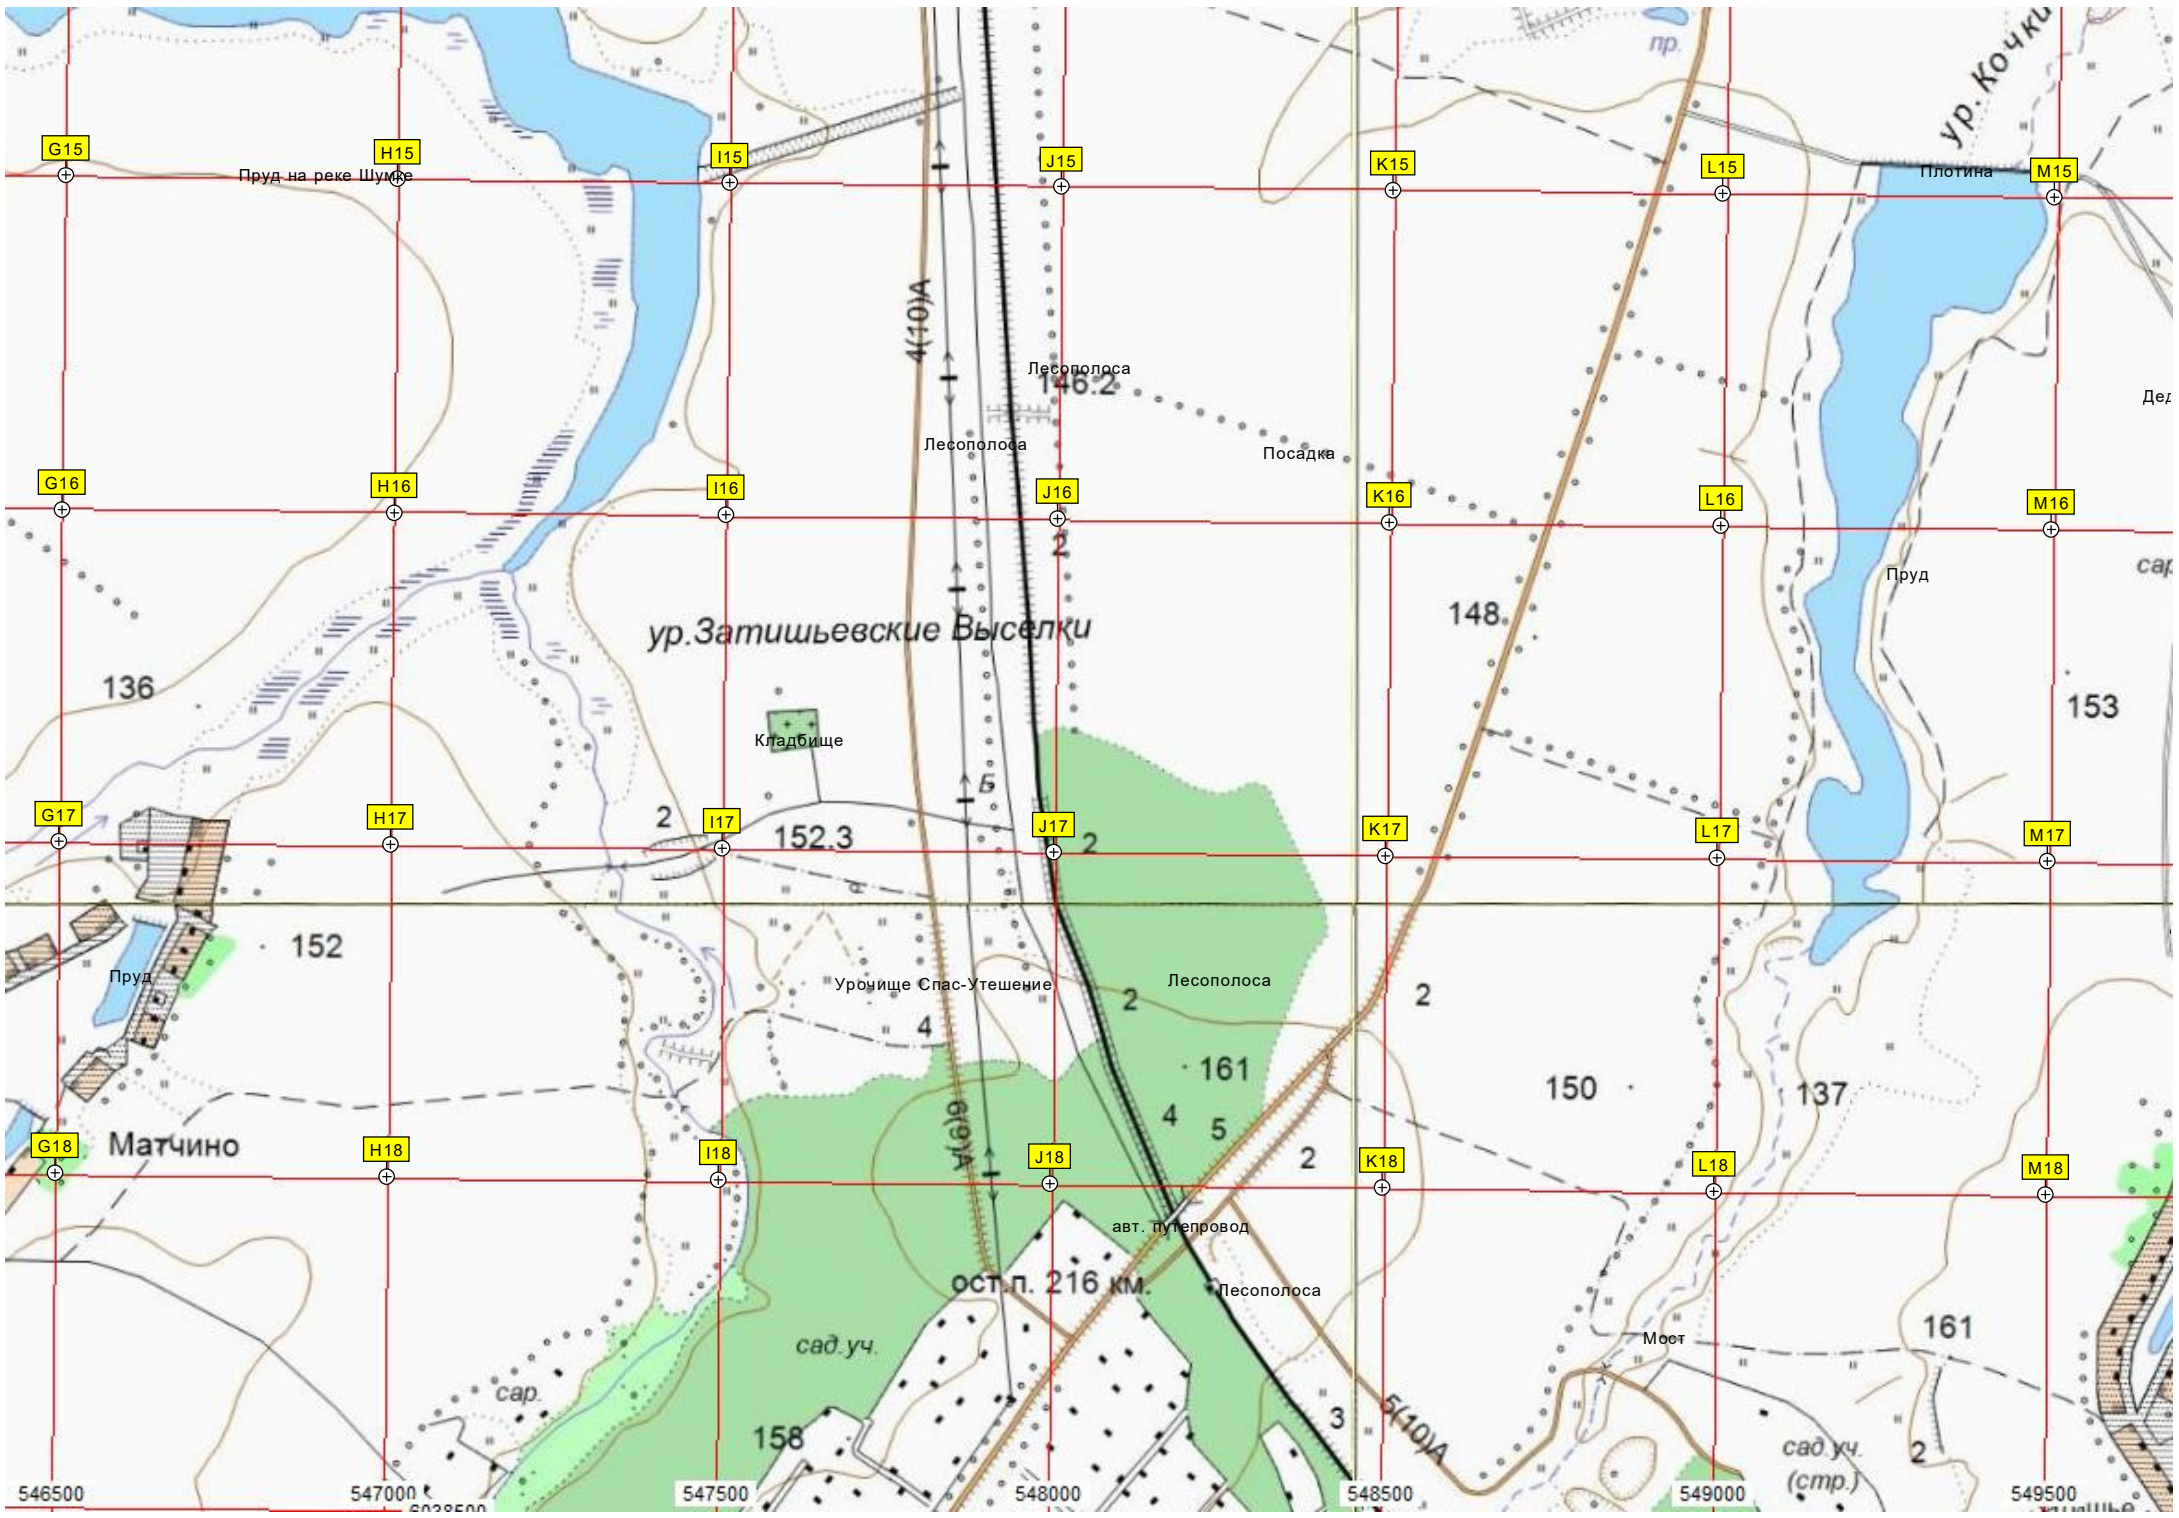 ур. Кочки
пр.
G15
H15
I15
J15
K15
L15
M15
Пруд на реке Шумке
Плотина
4(10)А
Лесополоса
146.2
Лесополоса
Посадка
G16
H16
I16
J16
K16
L16
M16
2
Пруд
ур.Затишьевские Выселки
148
136
153
Кладбище
Б
G17
H17
I17
J17
K17
L17
M17
2
152.3
2
152
Пруд
Урочище Спас-Утешение
Лесополоса
2
2
4
161
150
137
4
5
6(9)А
2
G18
H18
I18
J18
K18
L18
M18
Матчино
авт. путепровод
ост.п. 216 км.
Лесополоса
161
Мост
сад.уч.
сар.
5(10)А
3
158
2
сад.уч.
(стр.)
546500
547000
547500
548000
548500
549000
549500